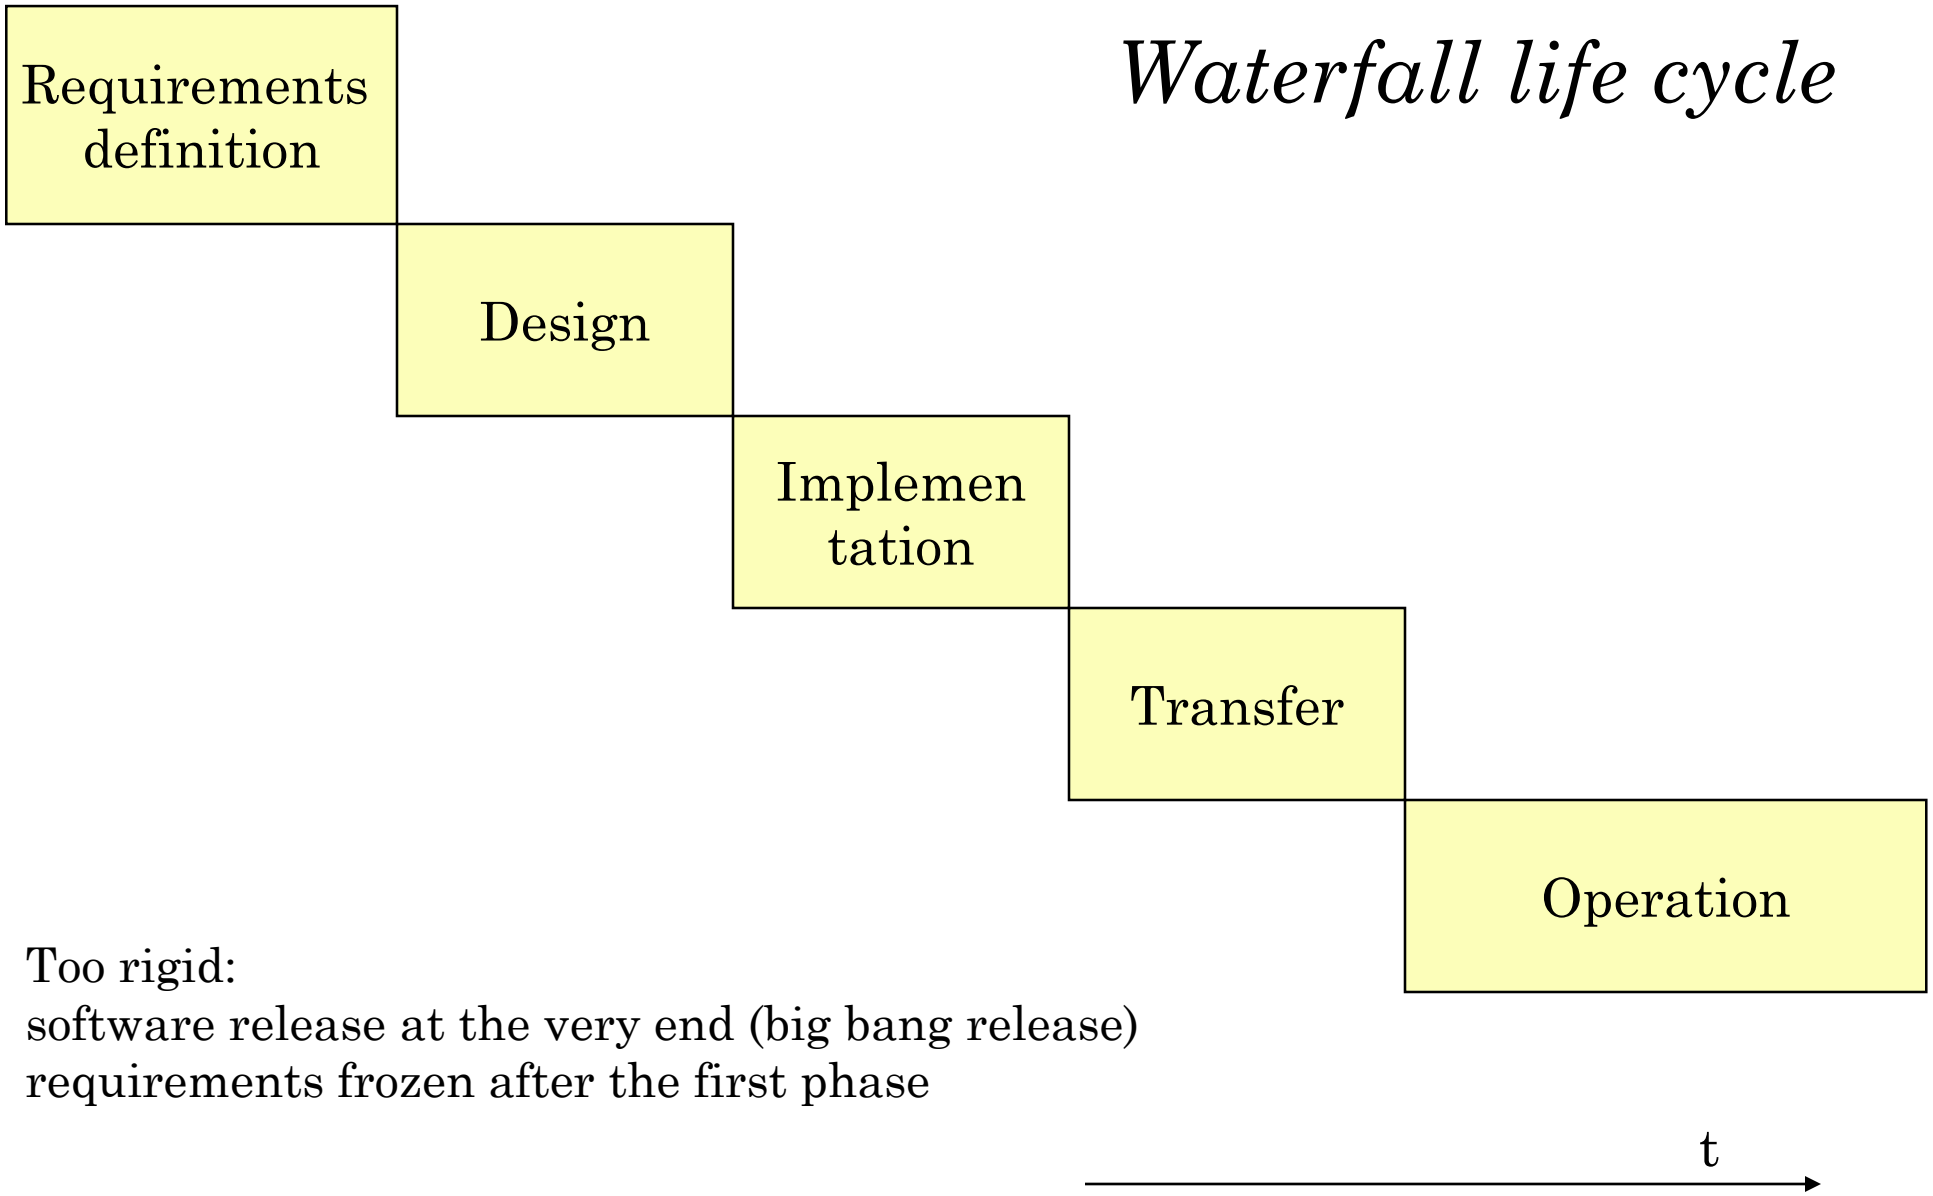 Waterfall life cycle
Requirements
definition
Design
Implemen
tation
Transfer
Operation
Too rigid:
software release at the very end (big bang release)
requirements frozen after the first phase
t